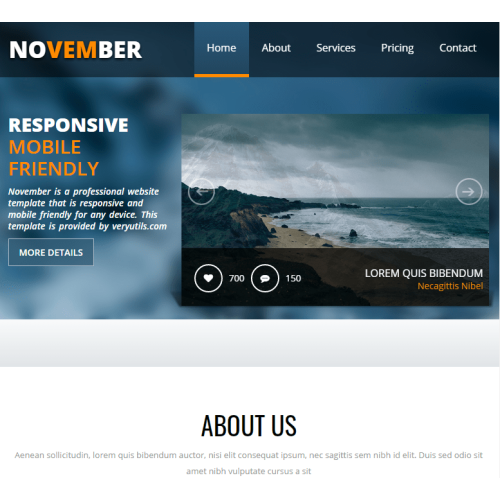 NOVEMBER
Home About Services Pricing Contact
RESPONSIVE
MOBILE
FRIENDLY
November is a professional website
template that is responsive and
mobile friendly for any device. This
template is provided by veryutils.com
MORE DETAILS
700 150
LOREM QUIS BIBENDUM
Necagittis Nibel
ABOUT US
Aenean sollicitudin, lorem quis bibendum auctor, nisi elit consequat ipsum, nec sagittis sem nibh id elit. Duis sed odio sit
amet nibh vulputate cursus a sit